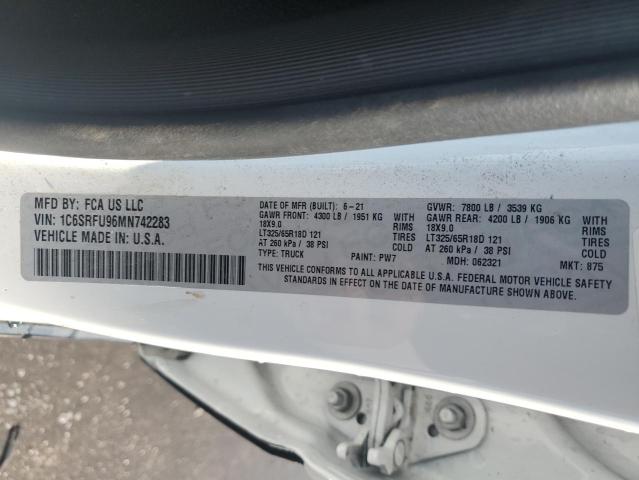 MFD BY: FCA US LLC
VIN: 1C6SRFU96MN742283
VEHICLE MADE IN: U.S.A.
DATE OF MFR (BUILT): 6-21
GAWR FRONT: 4300 LB / 1951 KG WITH
18X9.0 RIMS
LT325/65R18D 121 TIRES
AT 260 kPa / 38 PSI COLD
TYPE: TRUCK PAINT: PW7
GVWR: 7800 LB / 3539 KG
GAWR REAR: 4200 LB / 1906 KG WITH
18X9.0 RIMS
LT325/65R18D 121 TIRES
AT 260 kPa / 38 PSI COLD
MDH: 062321 MKT: 875
THIS VEHICLE CONFORMS TO ALL APPLICABLE U.S.A. FEDERAL MOTOR VEHICLE SAFETY
STANDARDS IN EFFECT ON THE DATE OF MANUFACTURE SHOWN ABOVE.